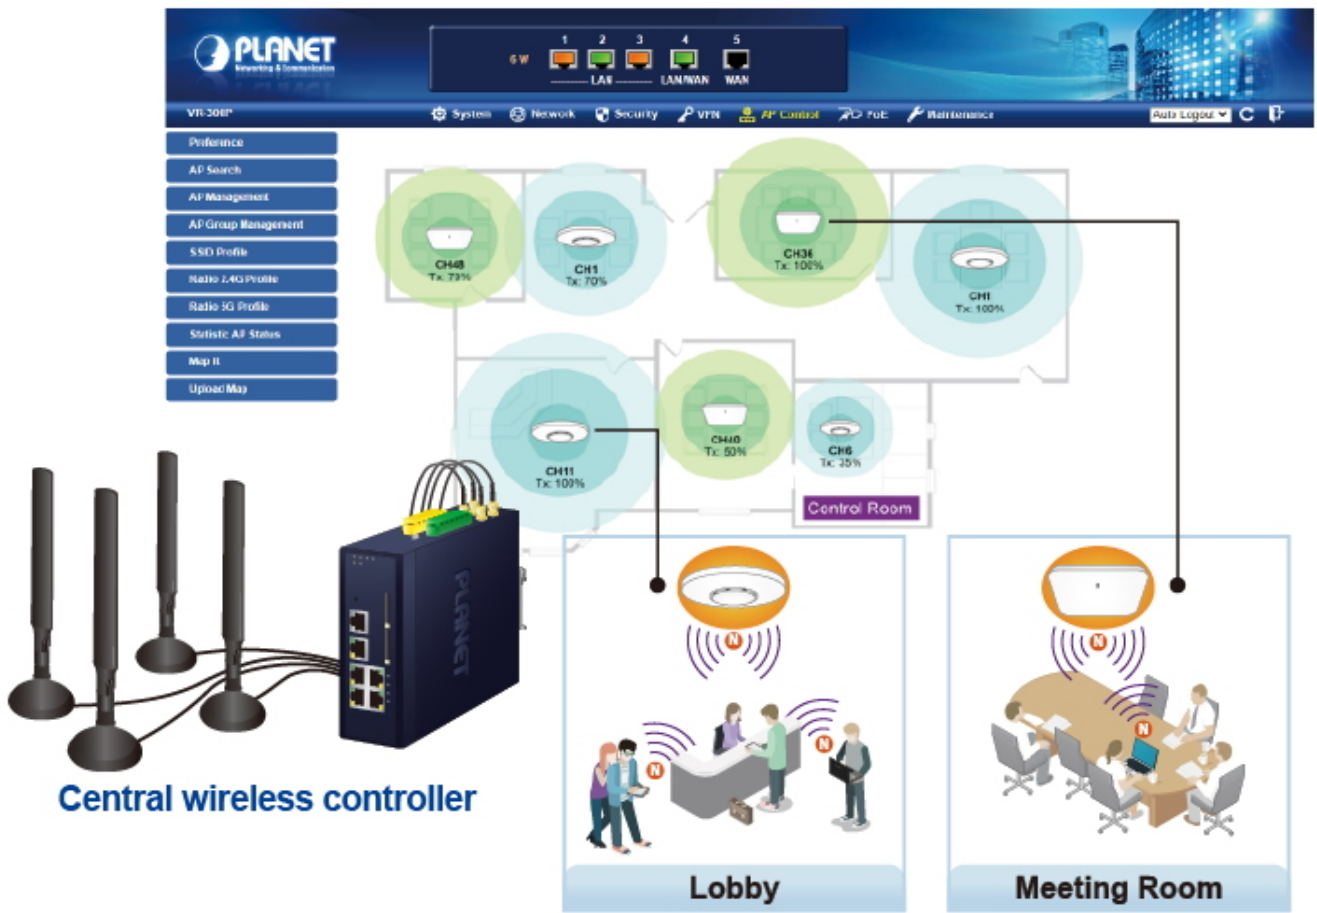 PLANET
Networking & Communication
1 2 3 4 5
6 W
LAN LAN/WAN WAN
System Network Security VPN AP Control PoE Maintenance Auto Logout
Preference
AP Search
AP Management
AP Group Management
SSID Profile
Radio 2.4G Profile
Radio 5G Profile
Statistic AP Status
Map It
Upload Map
CH48
Tx: 70%
CH1
Tx: 70%
CH36
Tx: 100%
CH1
Tx: 100%
CH11
Tx: 100%
CH40
Tx: 50%
CH6
Tx: 35%
Control Room
PLANET
Central wireless controller
N
N
N
Lobby
N
N
Meeting Room